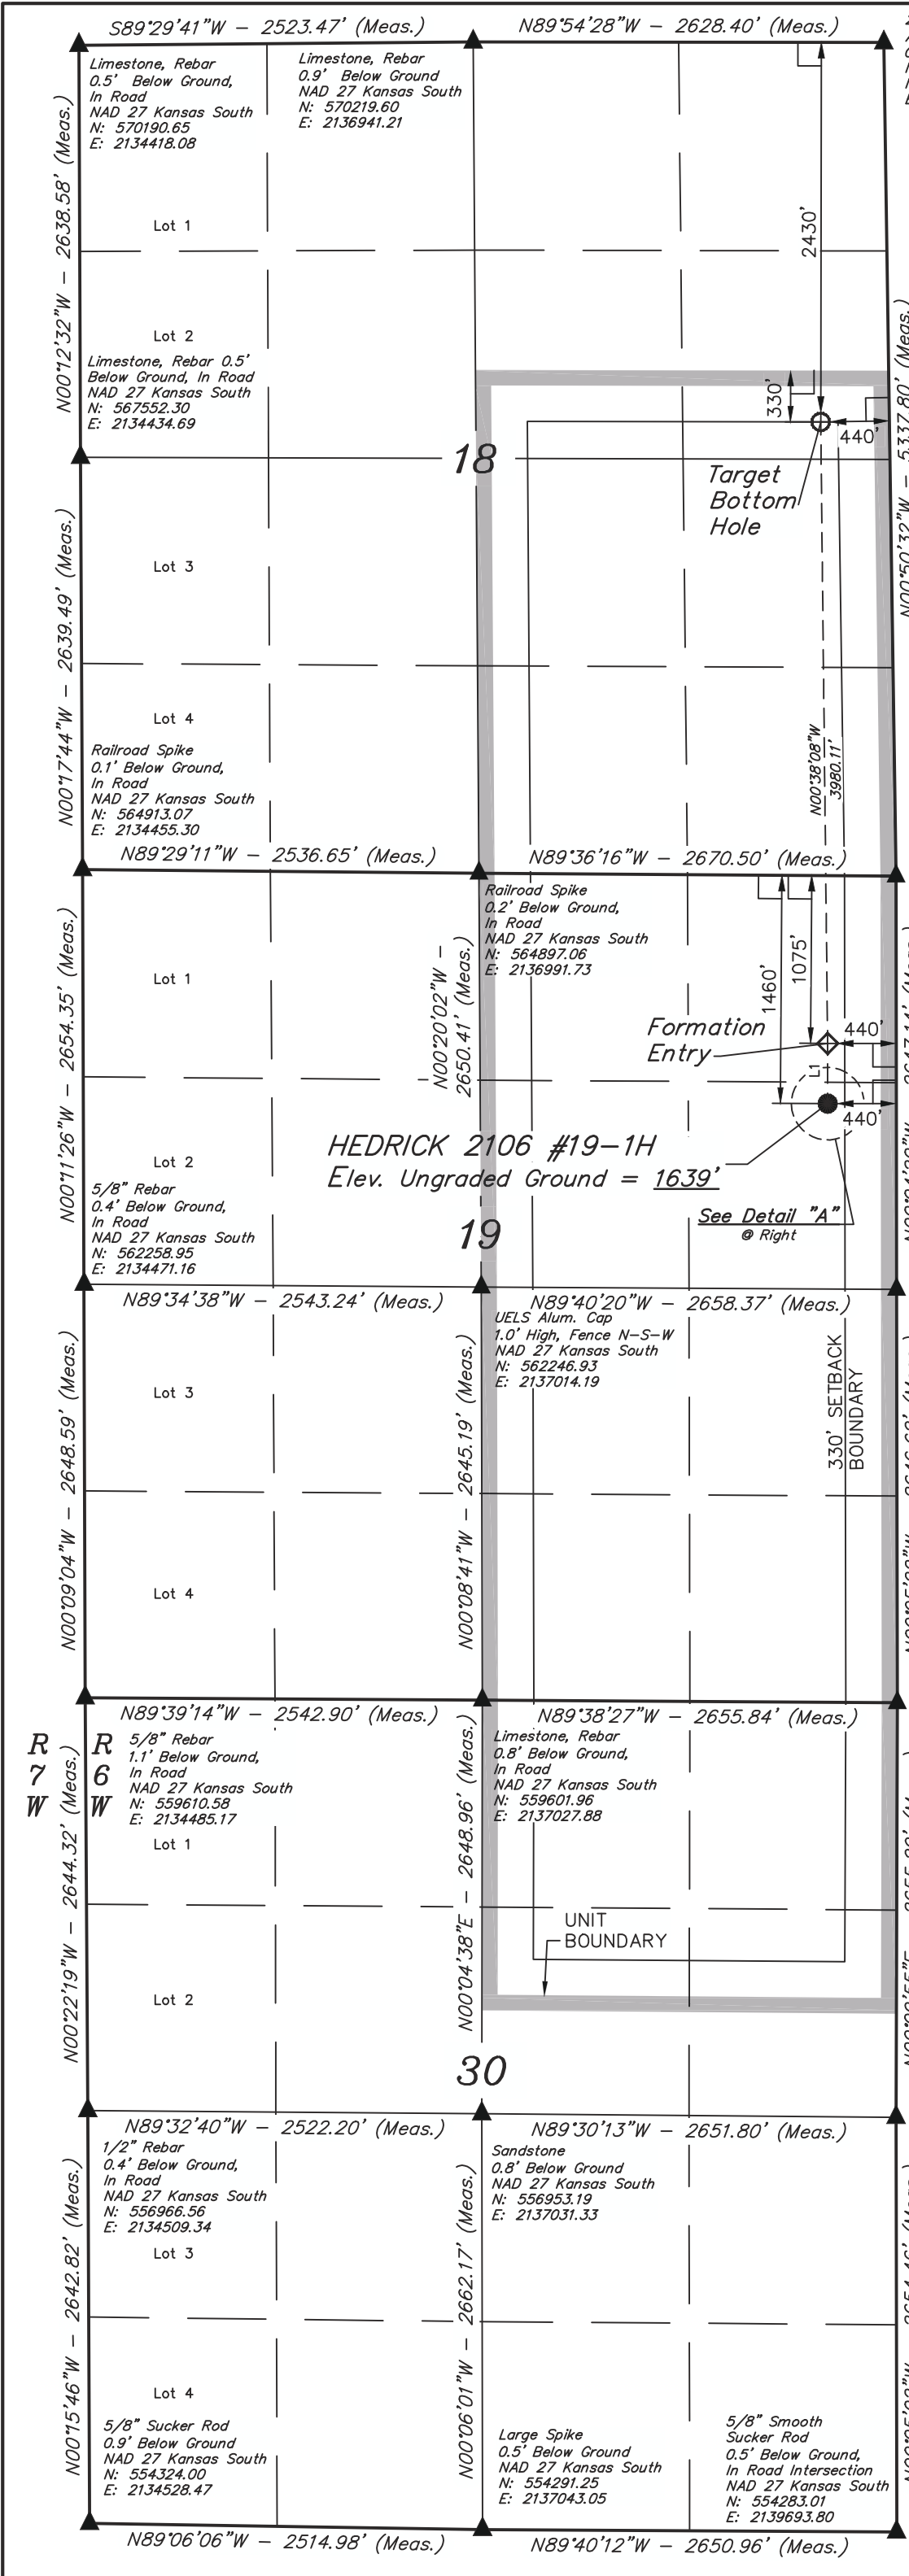 S89°29'41"W - 2523.47' (Meas.)
N89°54'28"W - 2628.40' (Meas.)
Limestone, Rebar
0.5' Below Ground,
In Road
NAD 27 Kansas South
N: 570190.65
E: 2134418.08
Limestone, Rebar
0.9' Below Ground
NAD 27 Kansas South
N: 570219.60
E: 2136941.21
N00°12'32"W - 2638.58' (Meas.)
Lot 1
2430'
Lot 2
Limestone, Rebar 0.5'
Below Ground, In Road
NAD 27 Kansas South
N: 567552.30
E: 2134434.69
330'
440'
N00°50'32"W - 5337.80' (Meas.)
18
Target
Bottom
Hole
N00°17'44"W - 2639.49' (Meas.)
Lot 3
Lot 4
Railroad Spike
0.1' Below Ground,
In Road
NAD 27 Kansas South
N: 564913.07
E: 2134455.30
N00°38'08"W
3980.11'
N89°29'11"W - 2536.65' (Meas.)
N89°36'16"W - 2670.50' (Meas.)
Railroad Spike
0.2' Below Ground,
In Road
NAD 27 Kansas South
N: 564897.06
E: 2136991.73
N00°11'26"W - 2654.35' (Meas.)
Lot 1
N00°20'02"W -
2650.41' (Meas.)
1460'
1075'
Formation
Entry
440'
L1
440'
HEDRICK 2106 #19-1H
Elev. Ungraded Ground = 1639'
Lot 2
5/8" Rebar
0.4' Below Ground,
In Road
NAD 27 Kansas South
N: 562258.95
E: 2134471.16
See Detail "A"
@ Right
19
N89°34'38"W - 2543.24' (Meas.)
N89°40'20"W - 2658.37' (Meas.)
UELS Alum. Cap
1.0' High, Fence N-S-W
NAD 27 Kansas South
N: 562246.93
E: 2137014.19
N00°09'04"W - 2648.59' (Meas.)
Lot 3
N00°08'41"W - 2645.19' (Meas.)
330' SETBACK
BOUNDARY
Lot 4
N89°39'14"W - 2542.90' (Meas.)
N89°38'27"W - 2655.84' (Meas.)
R
7
W
R
6
W
5/8" Rebar
1.1' Below Ground,
In Road
NAD 27 Kansas South
N: 559610.58
E: 2134485.17
Limestone, Rebar
0.8' Below Ground,
In Road
NAD 27 Kansas South
N: 559601.96
E: 2137027.88
N00°22'19"W - 2644.32' (Meas.)
Lot 1
N00°04'38"E - 2648.96' (Meas.)
UNIT
BOUNDARY
Lot 2
30
N89°32'40"W - 2522.20' (Meas.)
N89°30'13"W - 2651.80' (Meas.)
1/2" Rebar
0.4' Below Ground,
In Road
NAD 27 Kansas South
N: 556966.56
E: 2134509.34
Sandstone
0.8' Below Ground
NAD 27 Kansas South
N: 556953.19
E: 2137031.33
N00°15'46"W - 2642.82' (Meas.)
Lot 3
N00°06'01"W - 2662.17' (Meas.)
Lot 4
5/8" Sucker Rod
0.9' Below Ground
NAD 27 Kansas South
N: 554324.00
E: 2134528.47
Large Spike
0.5' Below Ground
NAD 27 Kansas South
N: 554291.25
E: 2137043.05
5/8" Smooth
Sucker Rod
0.5' Below Ground,
In Road Intersection
NAD 27 Kansas South
N: 554283.01
E: 2139693.80
N89°06'06"W - 2514.98' (Meas.)
N89°40'12"W - 2650.96' (Meas.)